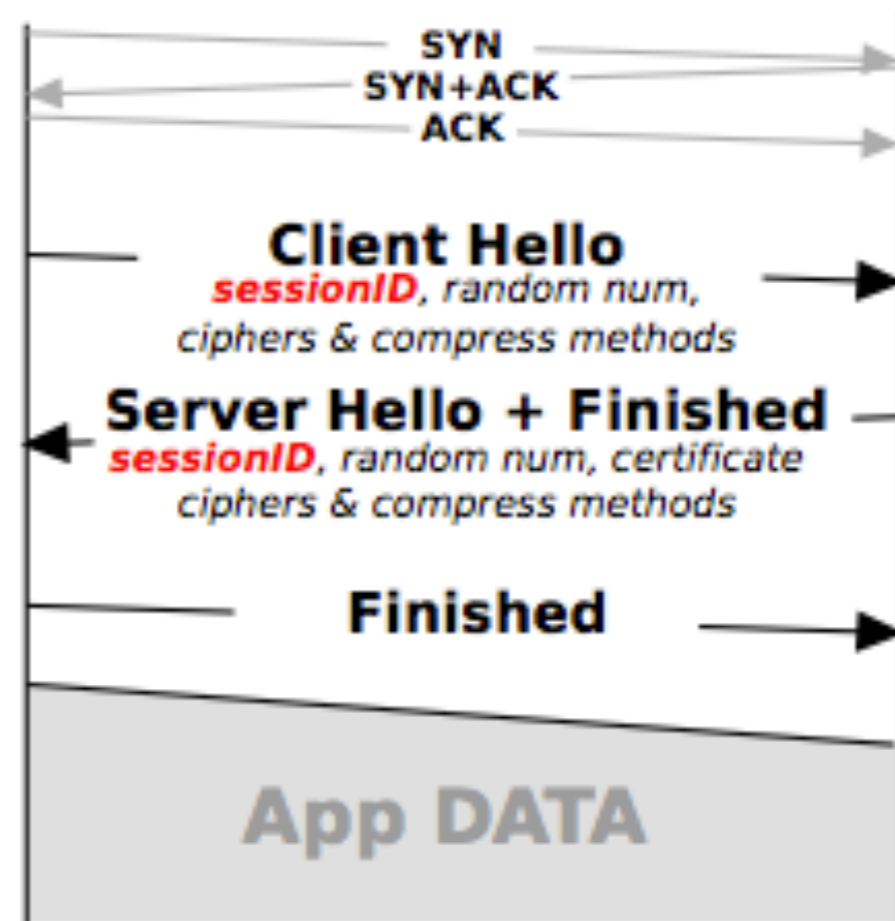 SYN
SYN+ACK
ACK
Client Hello
sessionID, random num,
ciphers & compress methods
Server Hello + Finished
sessionID, random num, certificate
ciphers & compress methods
Finished
App DATA